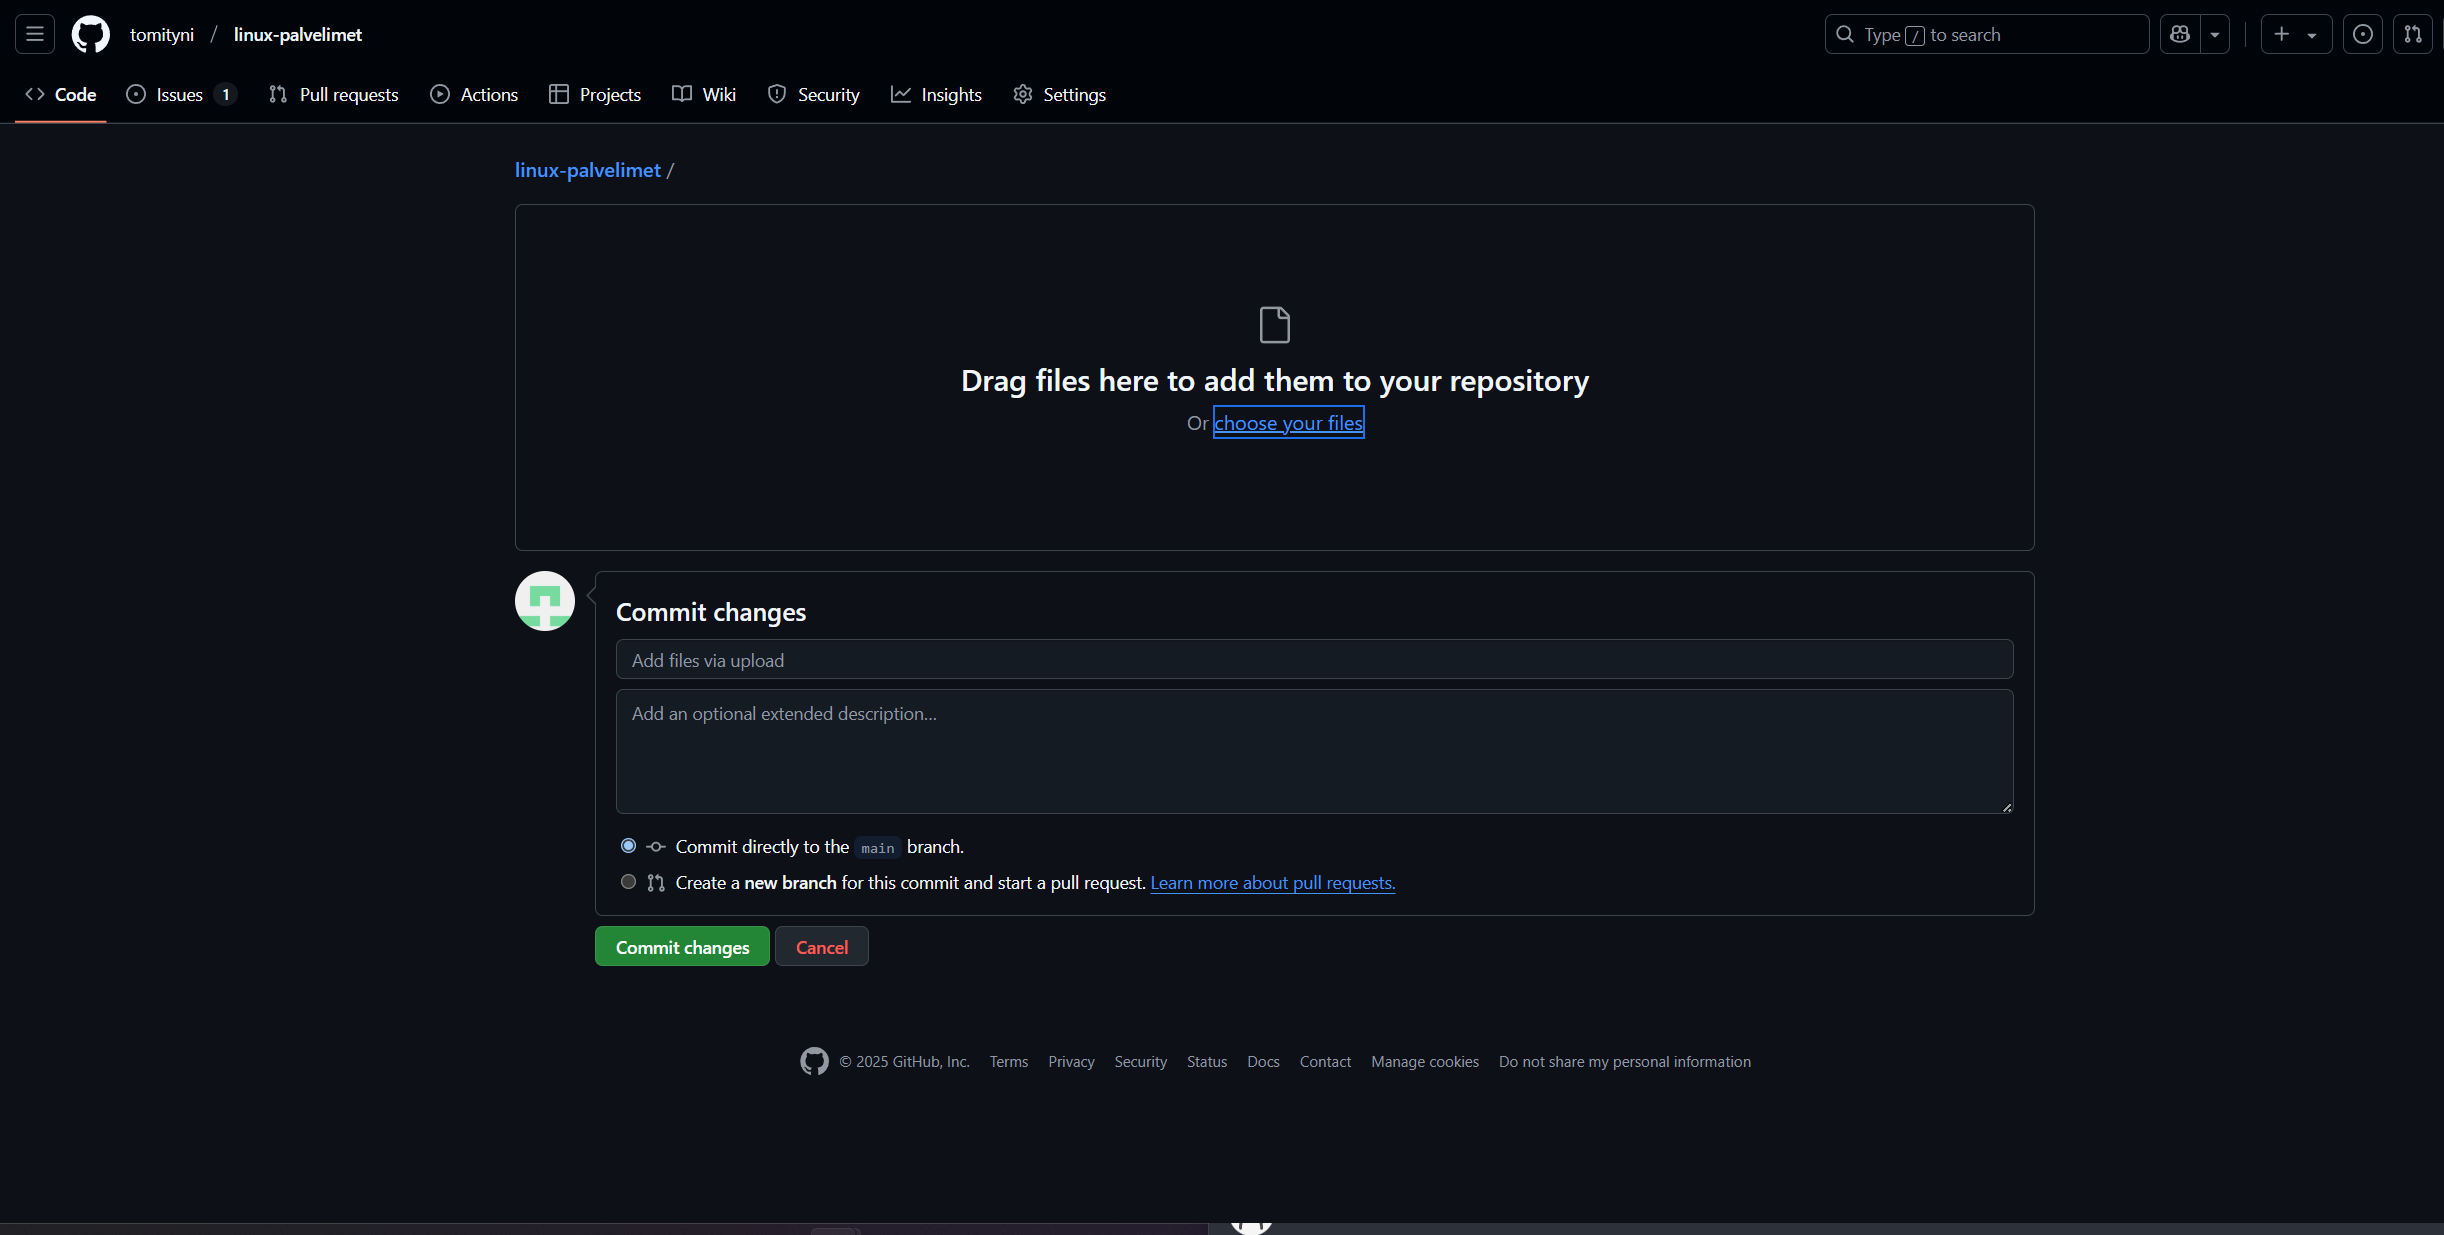 tomityni / linux-palvelimet
Type / to search
Code
Issues 1
Pull requests
Actions
Projects
Wiki
Security
Insights
Settings
linux-palvelimet /
Drag files here to add them to your repository
Or choose your files
Commit changes
Add files via upload
Add an optional extended description...
Commit directly to the main branch.
Create a new branch for this commit and start a pull request. Learn more about pull requests.
Commit changes
Cancel
© 2025 GitHub, Inc.
Terms
Privacy
Security
Status
Docs
Contact
Manage cookies
Do not share my personal information